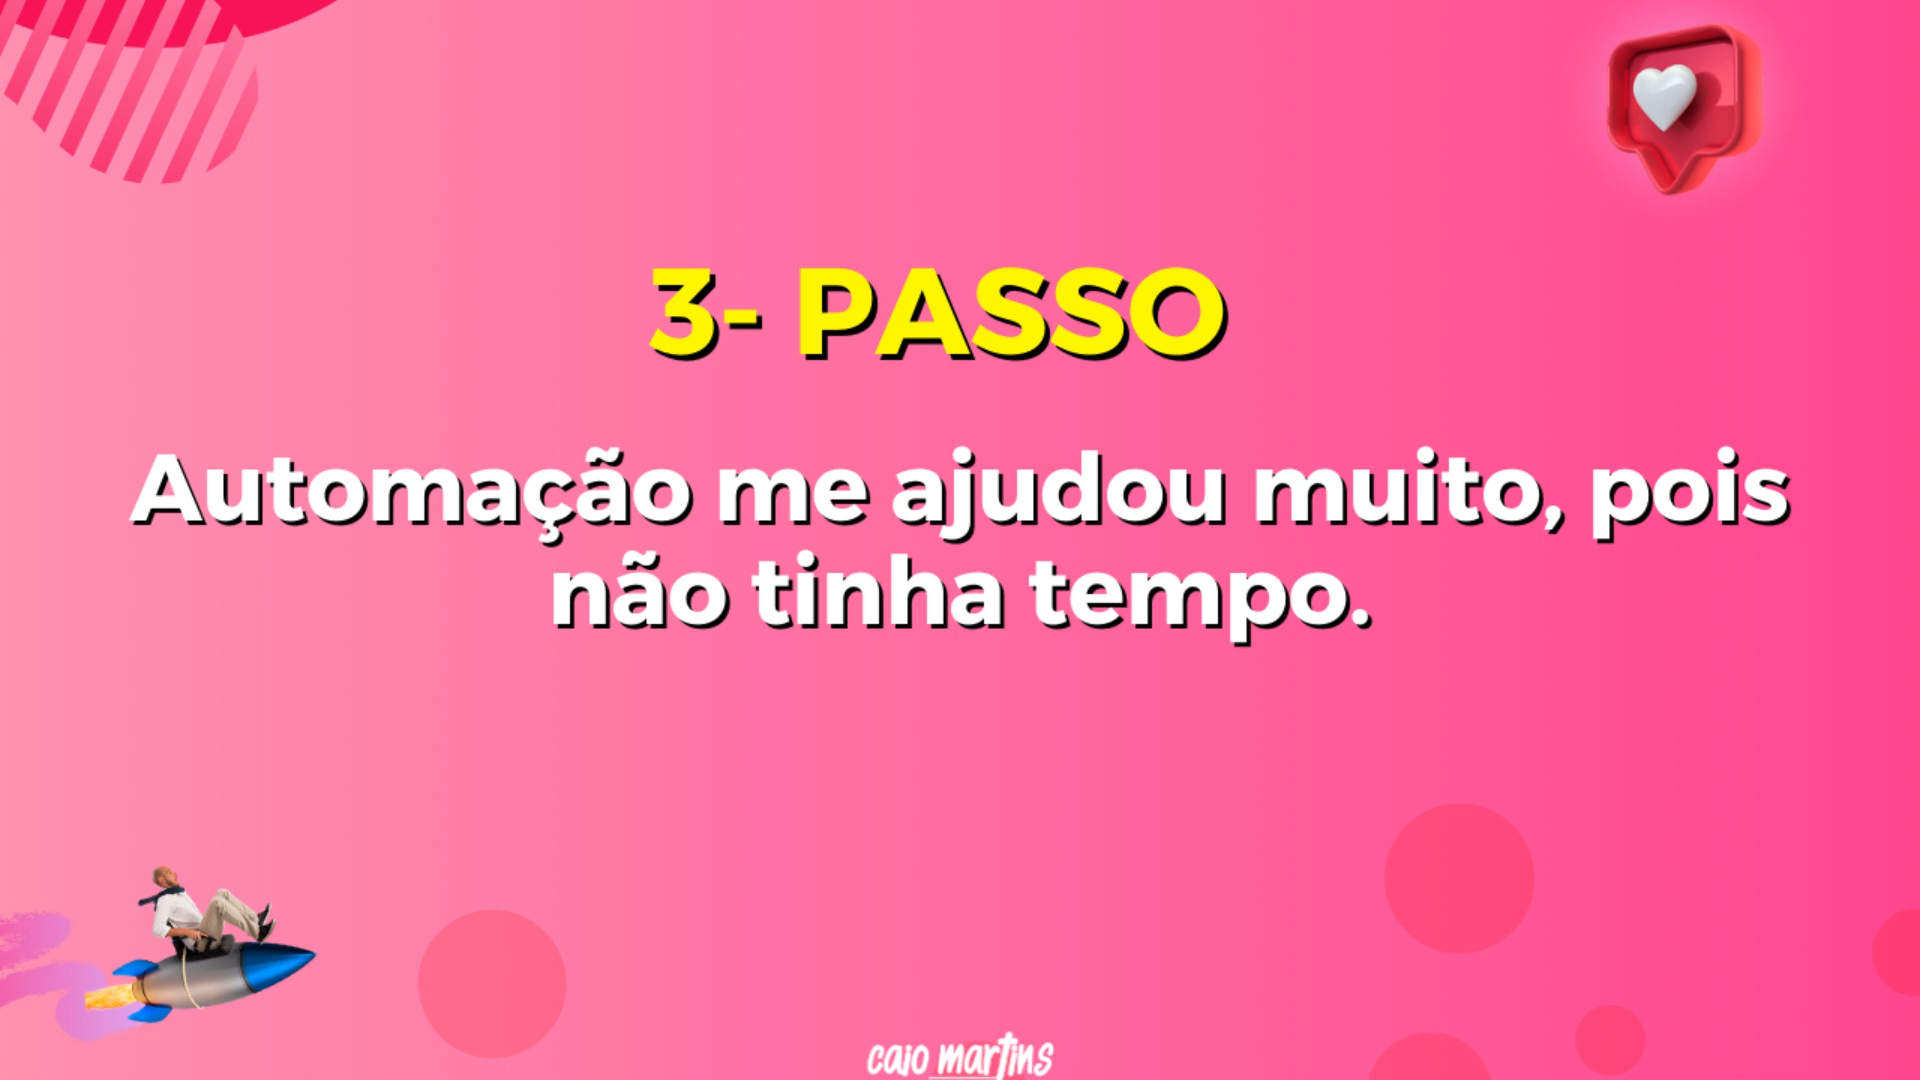 3- PASSO
Automação me ajudou muito, pois
não tinha tempo.
caio martins